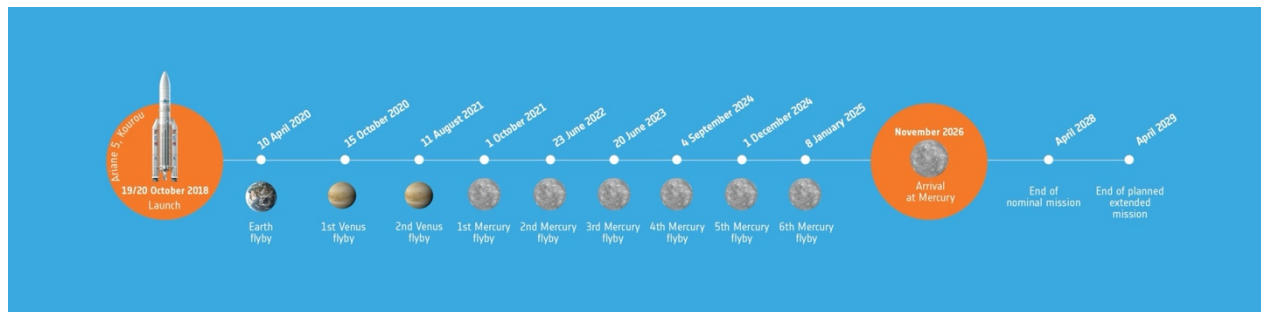 Ariane 5, Kourou
19/20 October 2018
Launch
10 April 2020
Earth
flyby
15 October 2020
1st Venus
flyby
11 August 2021
2nd Venus
flyby
1 October 2021
1st Mercury
flyby
23 June 2022
2nd Mercury
flyby
20 June 2023
3rd Mercury
flyby
4 September 2024
4th Mercury
flyby
1 December 2024
5th Mercury
flyby
8 January 2025
6th Mercury
flyby
November 2026
Arrival
at Mercury
April 2028
End of
nominal mission
April 2029
End of planned
extended
mission